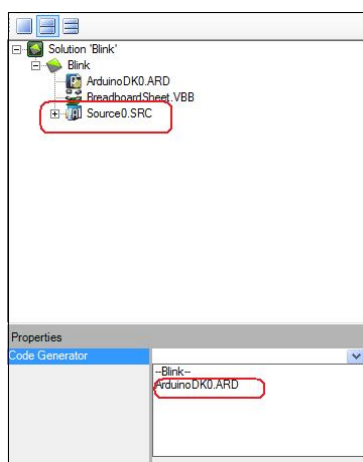 Solution 'Blink'
Blink
ArduinoDK0.ARD
BreadboardSheet.VBB
Source0.SRC
Properties
Code Generator
--Blink--
ArduinoDK0.ARD